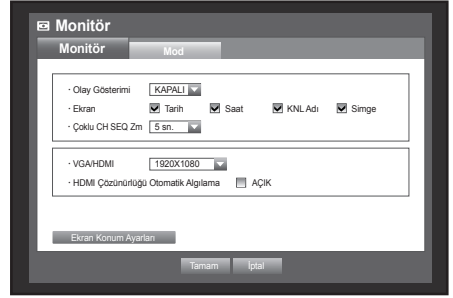 Monitör
Monitör Mod
· Olay Gösterimi KAPALI
· Ekran Tarih Saat KNL Adı Simge
· Çoklu CH SEQ Zm 5 sn.
· VGA/HDMI 1920X1080
· HDMI Çözünürlüğü Otomatik Algılama AÇIK
Ekran Konum Ayarları
Tamam İptal